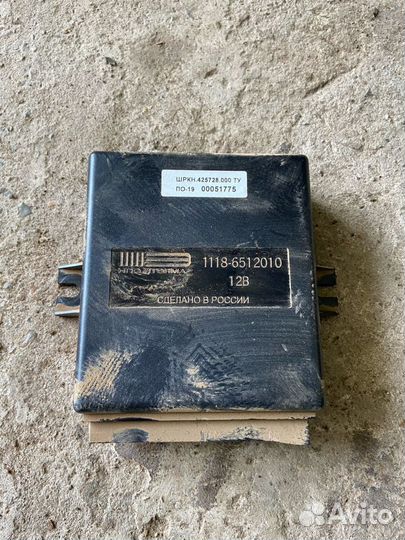 ШРКН.425728.000 ТУ
ПО-19 00051775
1118-6512010
12В
СДЕЛАНО В РОССИИ
Avito